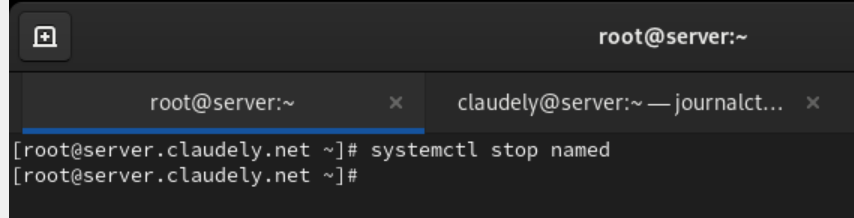 root@server:~
root@server:~ ×
claudely@server:~ — journalct… ×
[root@server.claudely.net ~]# systemctl stop named
[root@server.claudely.net ~]#